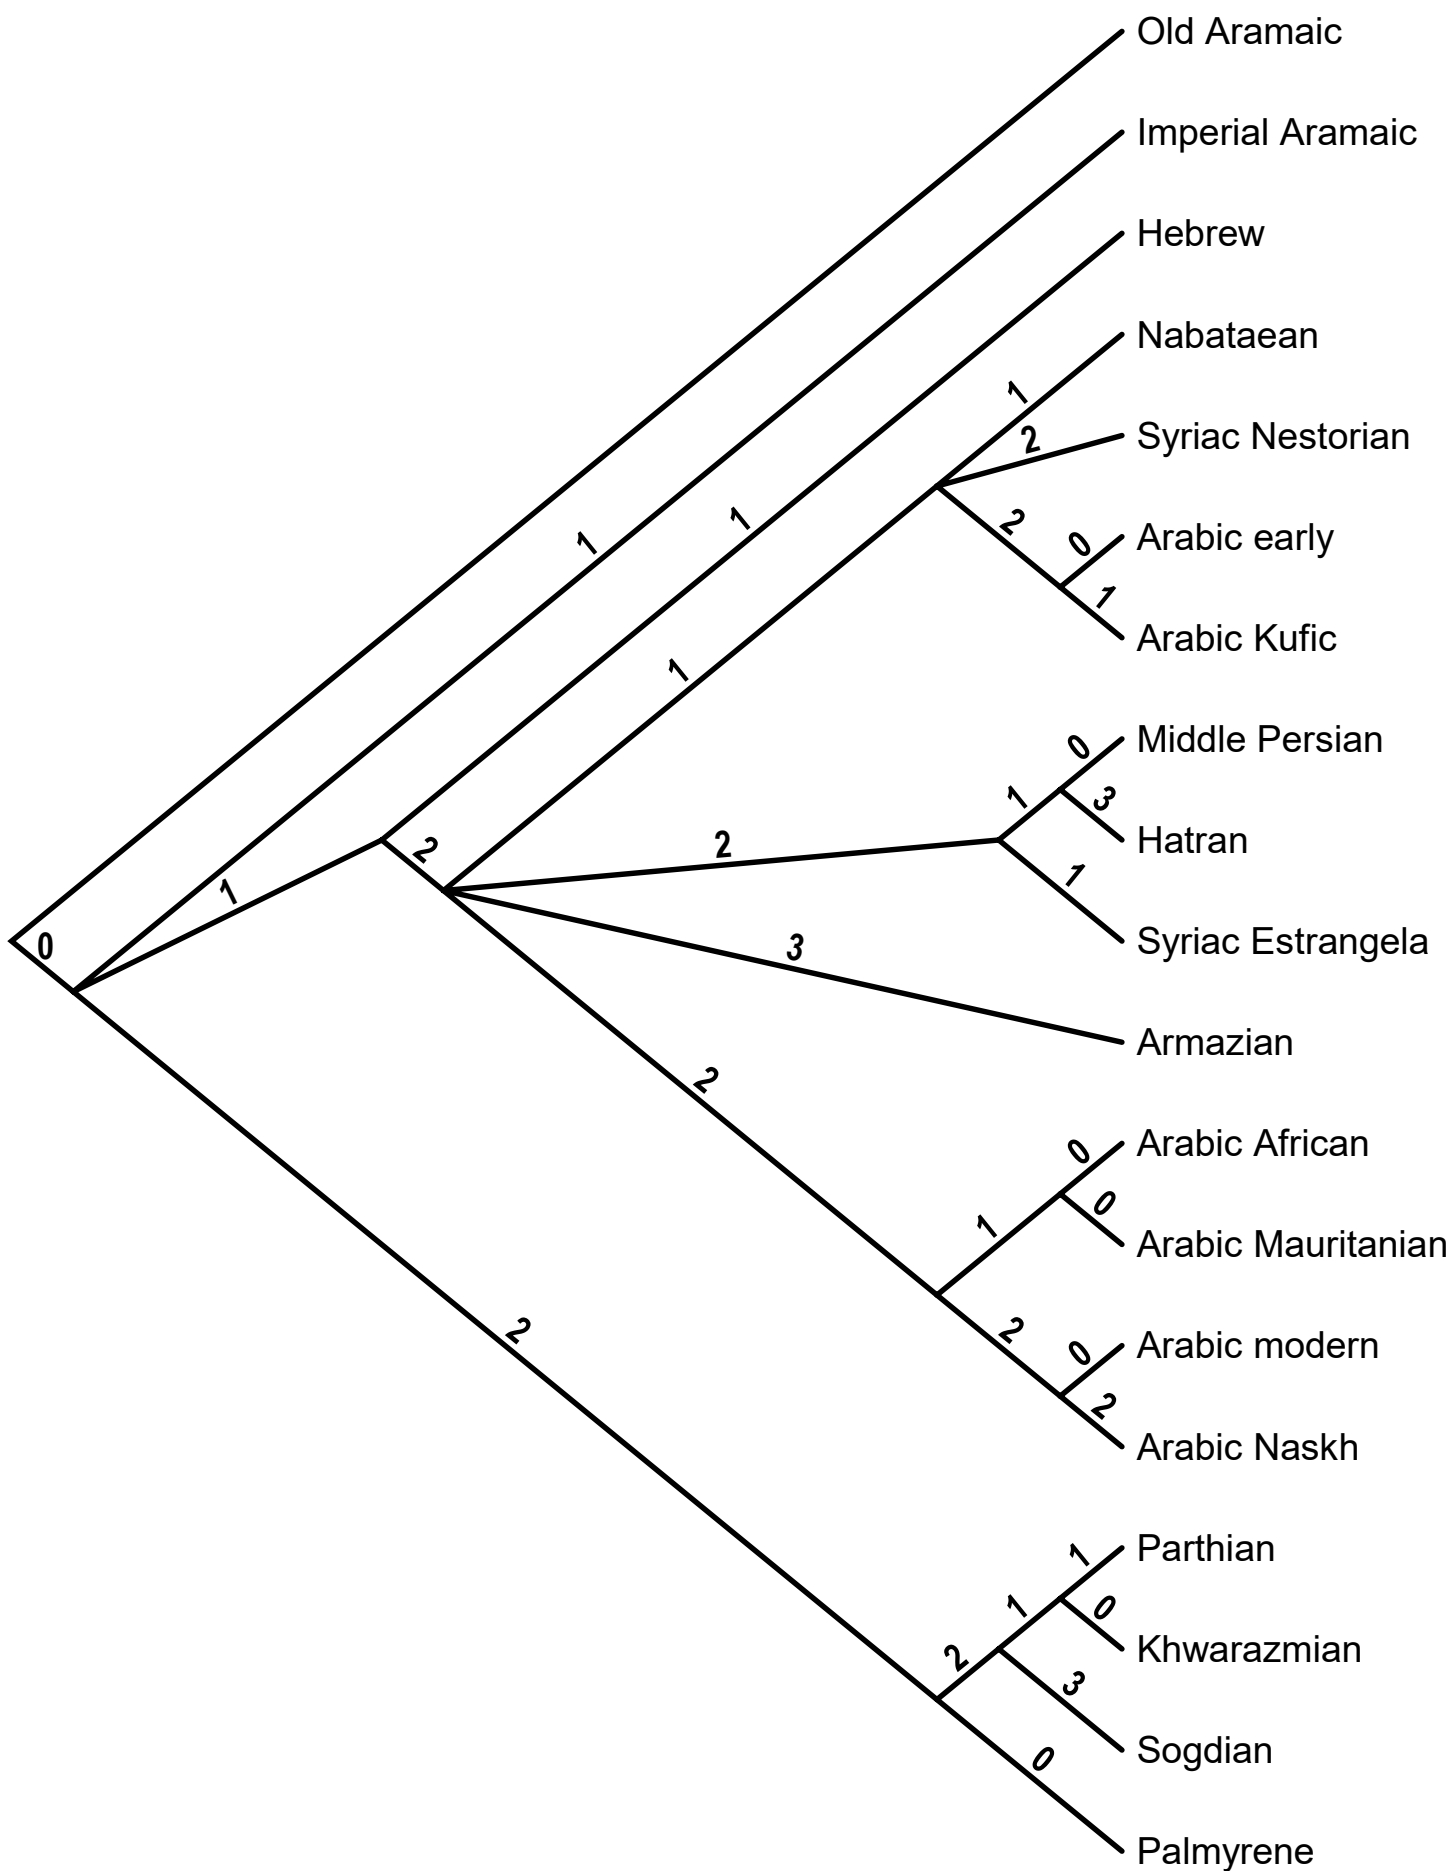 Old Aramaic
Imperial Aramaic
Hebrew
Nabataean
1
Syriac Nestorian
2
1
2
Arabic early
0
1
1
Arabic Kufic
1
Middle Persian
0
1
3
Hatran
2
2
1
1
Syriac Estrangela
0
3
Armazian
2
Arabic African
0
0
1
Arabic Mauritanian
2
2
Arabic modern
0
2
Arabic Naskh
Parthian
1
1
0
Khwarazmian
2
3
Sogdian
0
Palmyrene